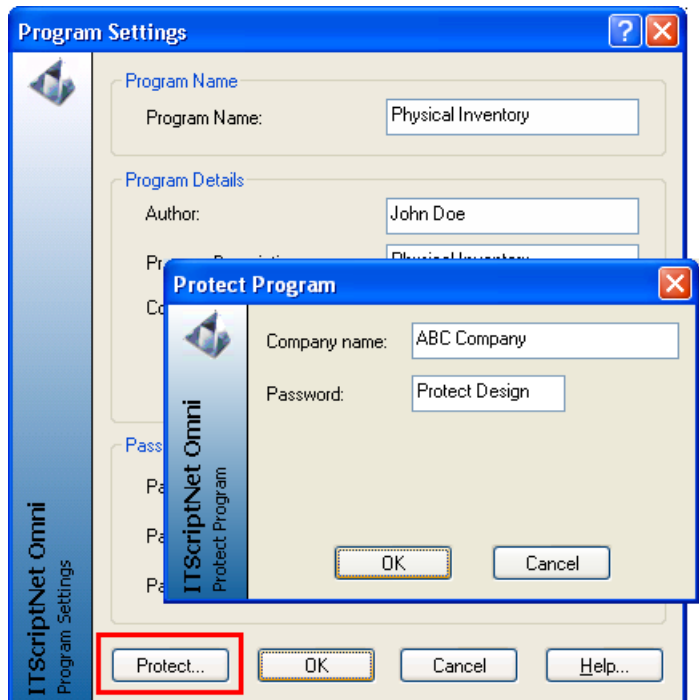 Program Settings
Program Name
Program Name:
Physical Inventory
Program Details
Author:
John Doe
Protect Program
Company name:
ABC Company
Password:
Protect Design
OK
Cancel
ITScriptNet Omni
Protect Program
Protect...
OK
Cancel
Help...
ITScriptNet Omni
Program Settings